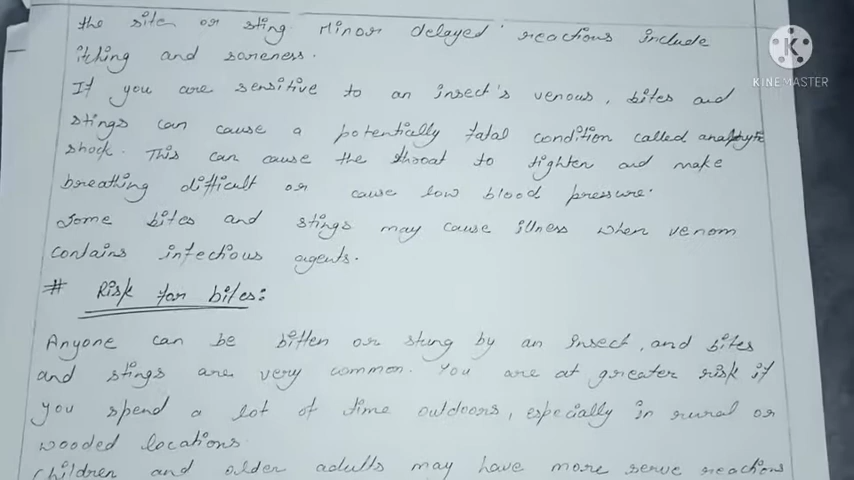 the site or sting Minor delayed reactions include
itching and soreness.
If you are sensitive to an insect's venous, bites and
stings can cause a potentially fatal condition called
shock. This can cause the throat to tighten and make
breathing difficult or cause low blood pressure.
Some bites and stings may cause illness when venom
contains infectious agents.
# Risk for bites:
Anyone can be bitten or stung by an insect, and bites
and stings are very common. You are at greater risk if
you spend a lot of time outdoors, especially in rural or
wooded locations.
Children and older adults may have more serve reactions
KINEMASTER